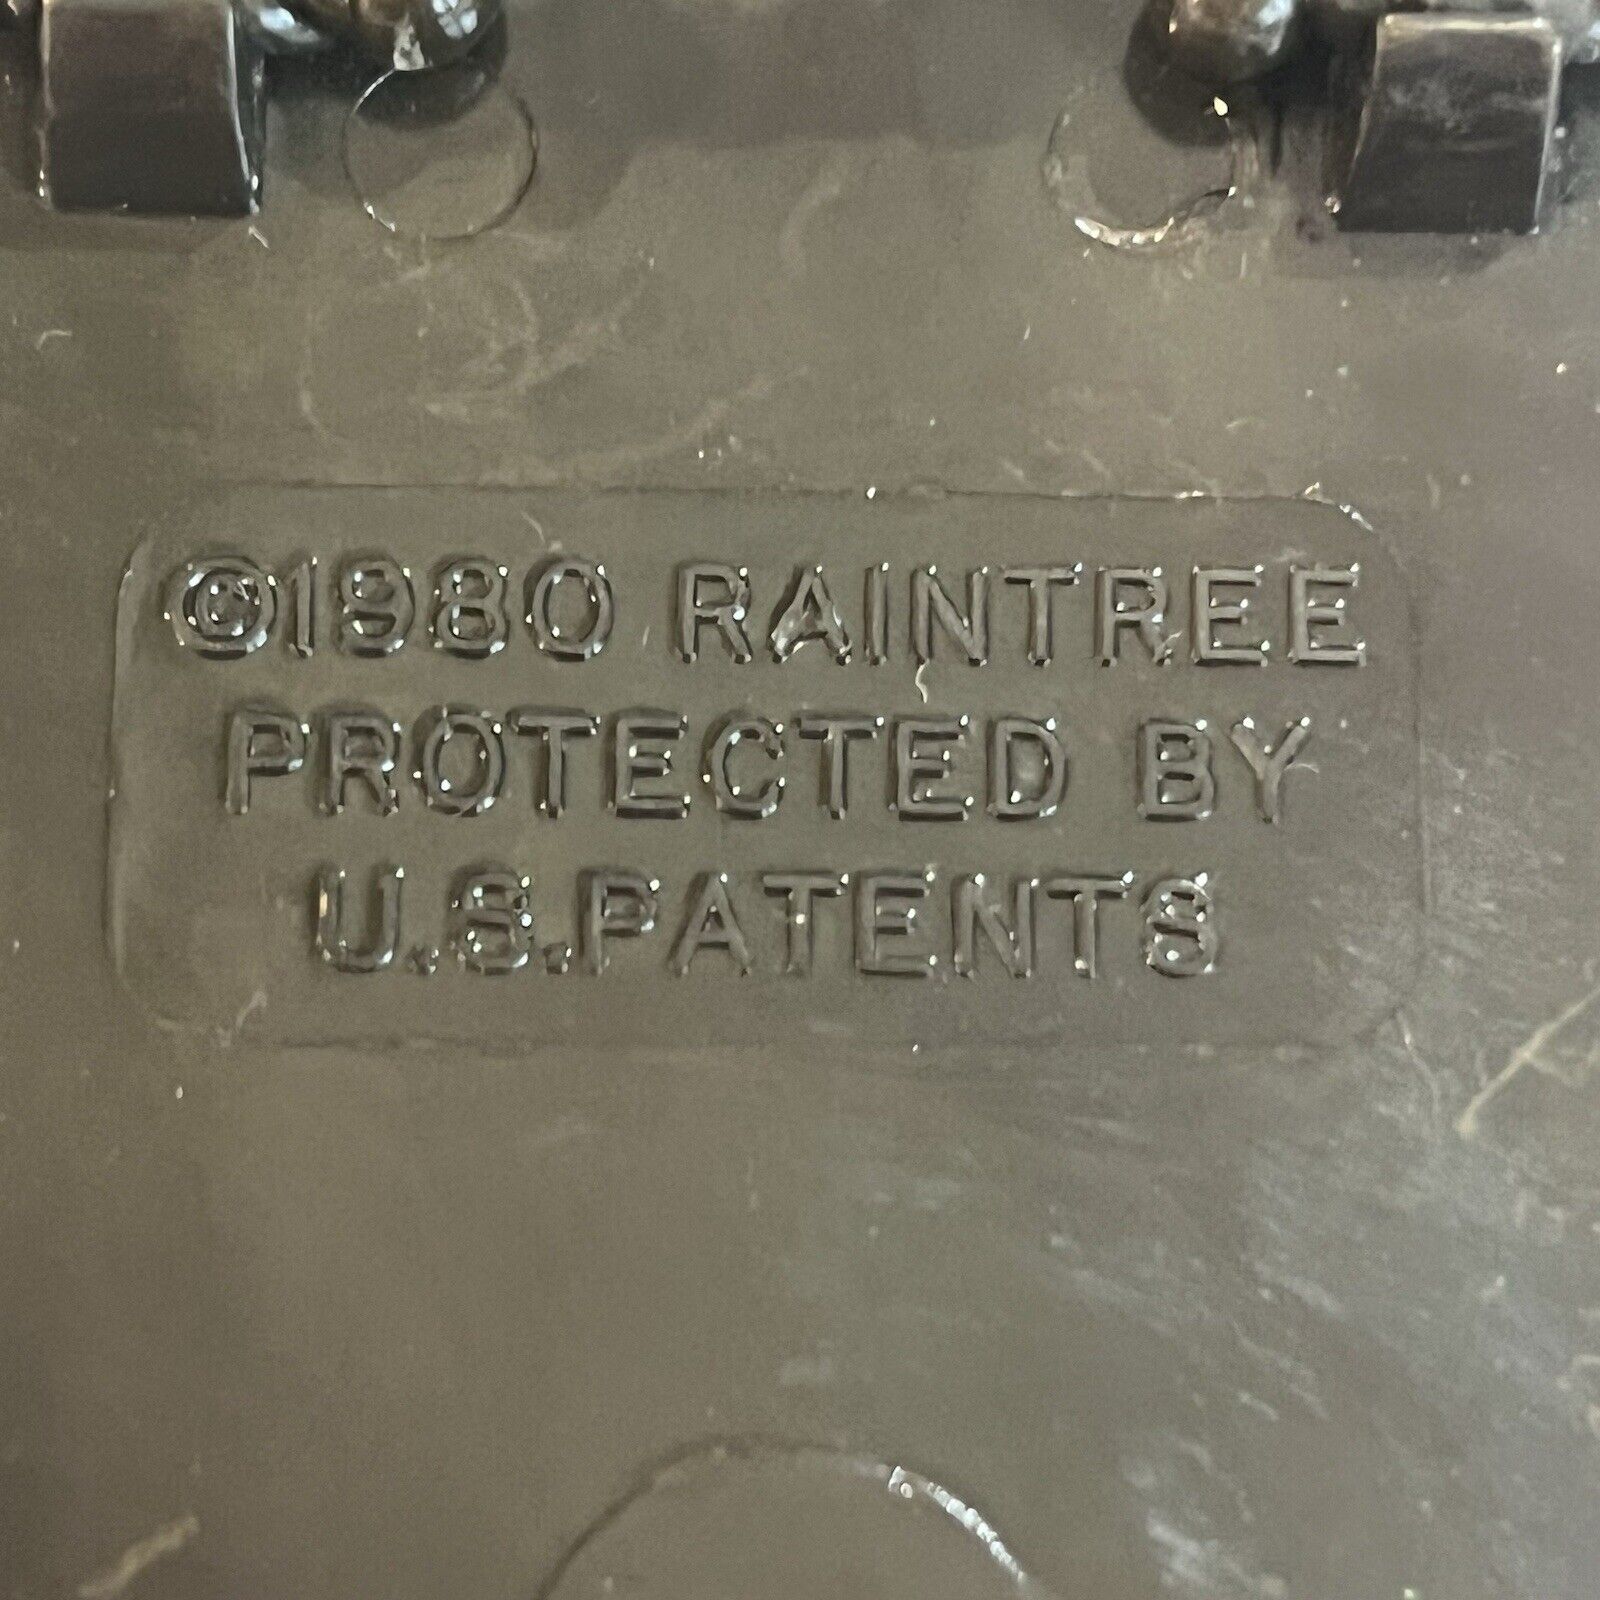 ©1980 RAINTREE
PROTECTED BY
U.S. PATENTS